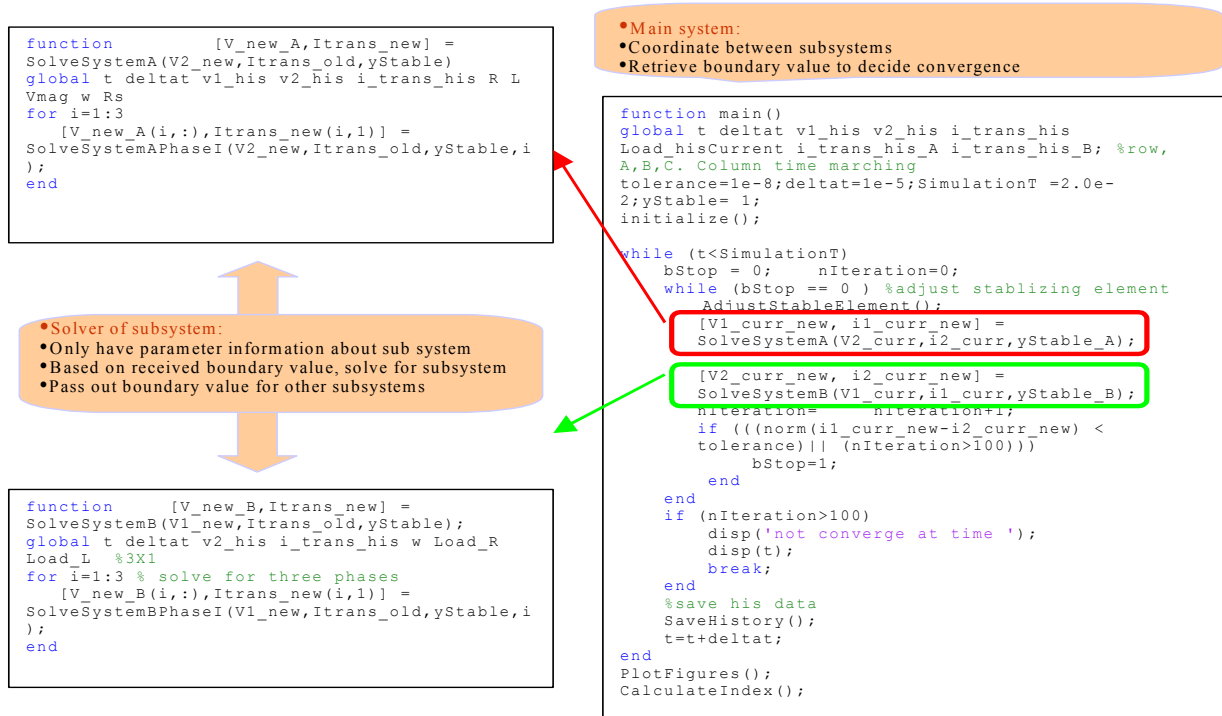 function [V_new_A,Itrans_new] =
SolveSystemA(V2_new,Itrans_old,yStable)
global t deltat v1_his v2_his i_trans_his R L
Vmag w Rs
for i=1:3
[V_new_A(i,:),Itrans_new(i,1)] =
SolveSystemAPhaseI(V2_new,Itrans_old,yStable,i
);
end
•Solver of subsystem:
•Only have parameter information about sub system
•Based on received boundary value, solve for subsystem
•Pass out boundary value for other subsystems
function [V_new_B,Itrans_new] =
SolveSystemB(V1_new,Itrans_old,yStable);
global t deltat v2_his i_trans_his w Load_R
Load_L %3X1
for i=1:3 % solve for three phases
[V_new_B(i,:),Itrans_new(i,1)] =
SolveSystemBPhaseI(V1_new,Itrans_old,yStable,i
);
end
•Main system:
•Coordinate between subsystems
•Retrieve boundary value to decide convergence
function main()
global t deltat v1_his v2_his i_trans_his
Load_hisCurrent i_trans_his_A i_trans_his_B; %row,
A,B,C. Column time marching
tolerance=1e-8;deltat=1e-5;SimulationT =2.0e-
2;yStable= 1;
initialize();
while (t<SimulationT)
bStop = 0; nIteration=0;
while (bStop == 0 ) %adjust stablizing element
AdjustStableElement();
[V1_curr_new, i1_curr_new] =
SolveSystemA(V2_curr,i2_curr,yStable_A);
[V2_curr_new, i2_curr_new] =
SolveSystemB(V1_curr,i1_curr,yStable_B);
nIteration= nIteration+1;
if (((norm(i1_curr_new-i2_curr_new) <
tolerance)|| (nIteration>100)))
bStop=1;
end
end
if (nIteration>100)
disp('not converge at time ');
disp(t);
break;
end
%save his data
SaveHistory();
t=t+deltat;
end
PlotFigures();
CalculateIndex();